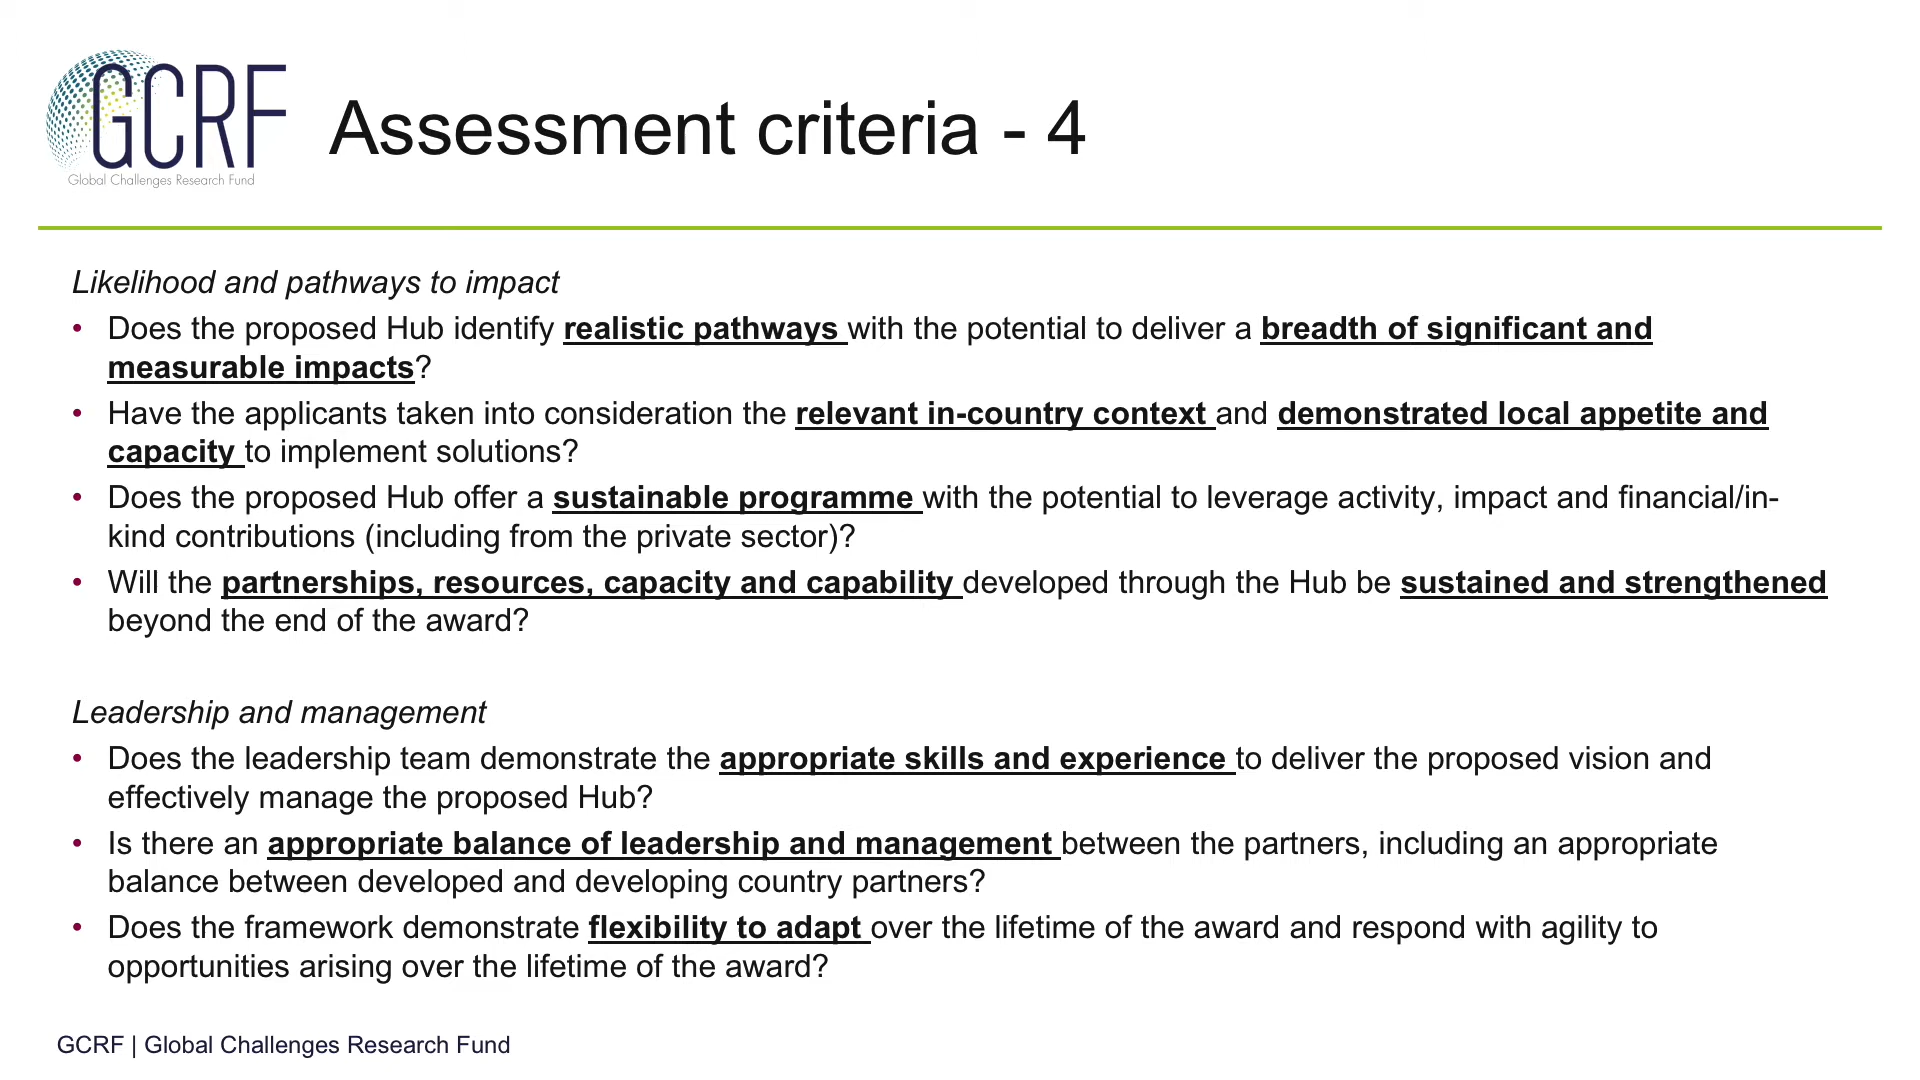 GCRF
Global Challenges Research Fund
Assessment criteria - 4
Likelihood and pathways to impact
• Does the proposed Hub identify realistic pathways with the potential to deliver a breadth of significant and
measurable impacts?
• Have the applicants taken into consideration the relevant in-country context and demonstrated local appetite and
capacity to implement solutions?
• Does the proposed Hub offer a sustainable programme with the potential to leverage activity, impact and financial/in-
kind contributions (including from the private sector)?
• Will the partnerships, resources, capacity and capability developed through the Hub be sustained and strengthened
beyond the end of the award?
Leadership and management
• Does the leadership team demonstrate the appropriate skills and experience to deliver the proposed vision and
effectively manage the proposed Hub?
• Is there an appropriate balance of leadership and management between the partners, including an appropriate
balance between developed and developing country partners?
• Does the framework demonstrate flexibility to adapt over the lifetime of the award and respond with agility to
opportunities arising over the lifetime of the award?
GCRF | Global Challenges Research Fund